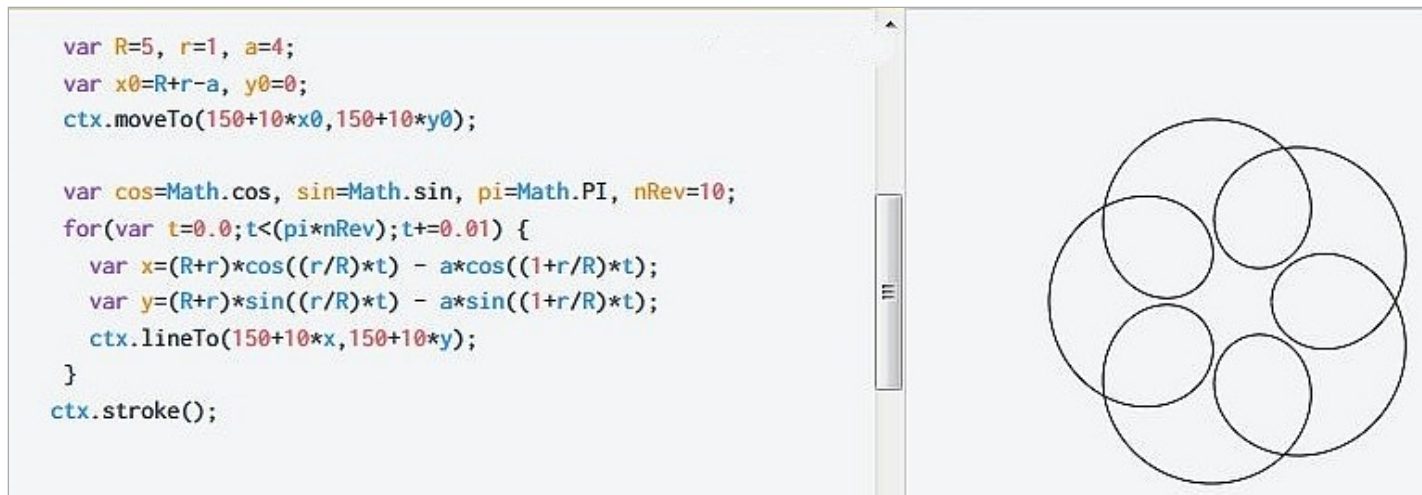 var R=5, r=1, a=4;
var x0=R+r-a, y0=0;
ctx.moveTo(150+10*x0,150+10*y0);
var cos=Math.cos, sin=Math.sin, pi=Math.PI, nRev=10;
for(var t=0.0;t<(pi*nRev);t+=0.01) {
var x=(R+r)*cos((r/R)*t) - a*cos((1+r/R)*t);
var y=(R+r)*sin((r/R)*t) - a*sin((1+r/R)*t);
ctx.lineTo(150+10*x,150+10*y);
}
ctx.stroke();